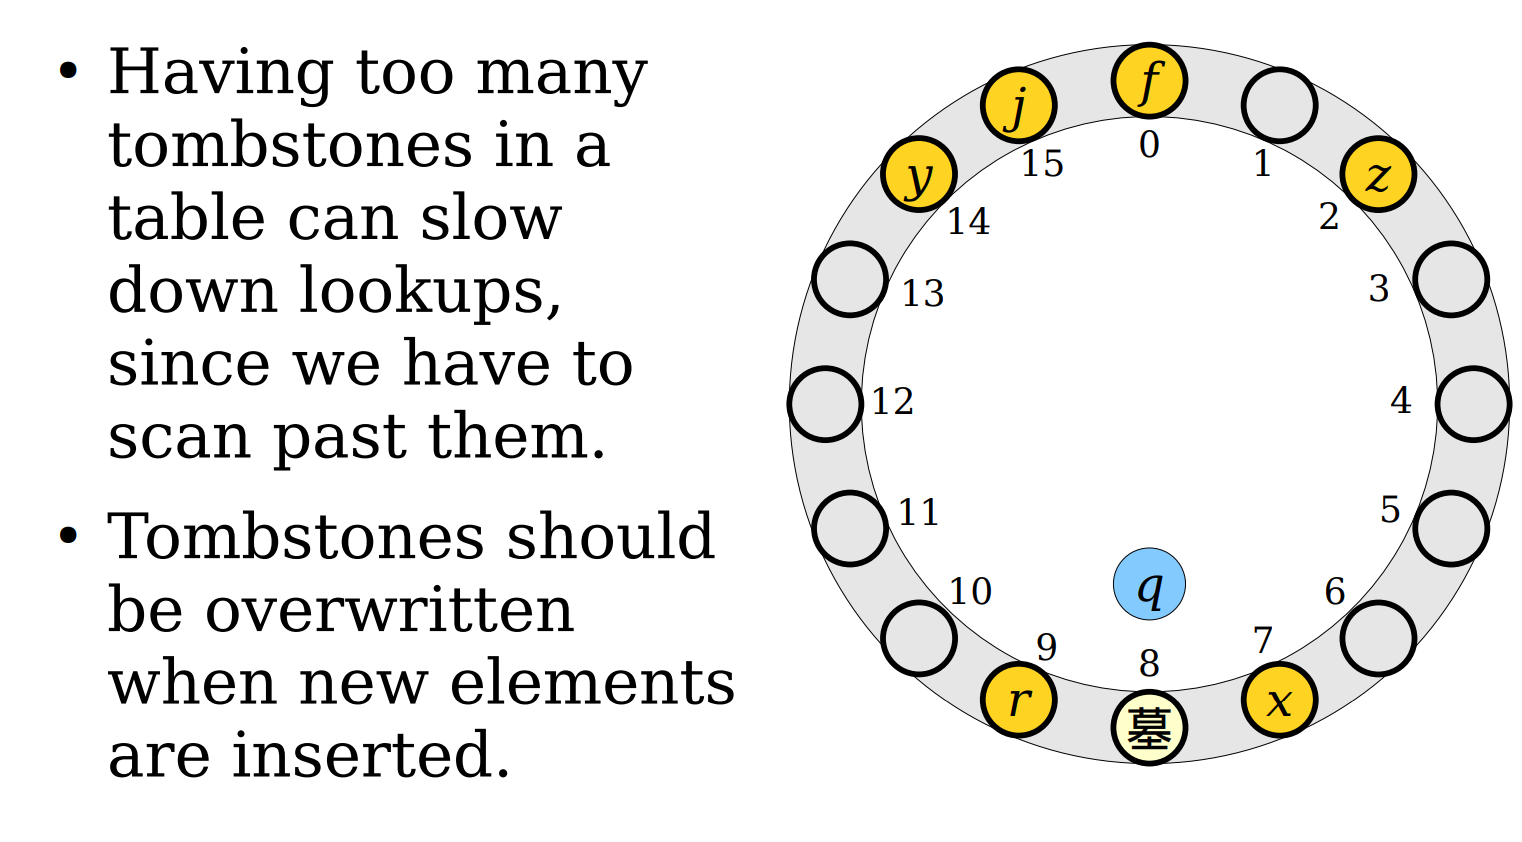 • Having too many
tombstones in a
table can slow
down lookups,
since we have to
scan past them.
• Tombstones should
be overwritten
when new elements
are inserted.
f
j
y
z
15
0
1
14
2
13
3
12
4
11
5
q
10
6
9
8
7
r
墓
x